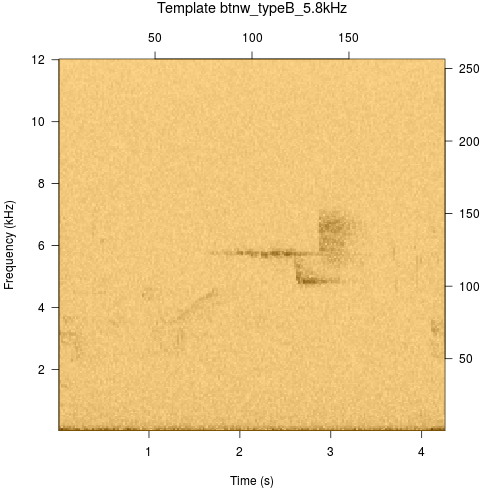 Template btnw_typeB_5.8kHz
50 100 150
12 10 8 6 4 2
Frequency (kHz)
250 200 150 100 50
1 2 3 4
Time (s)